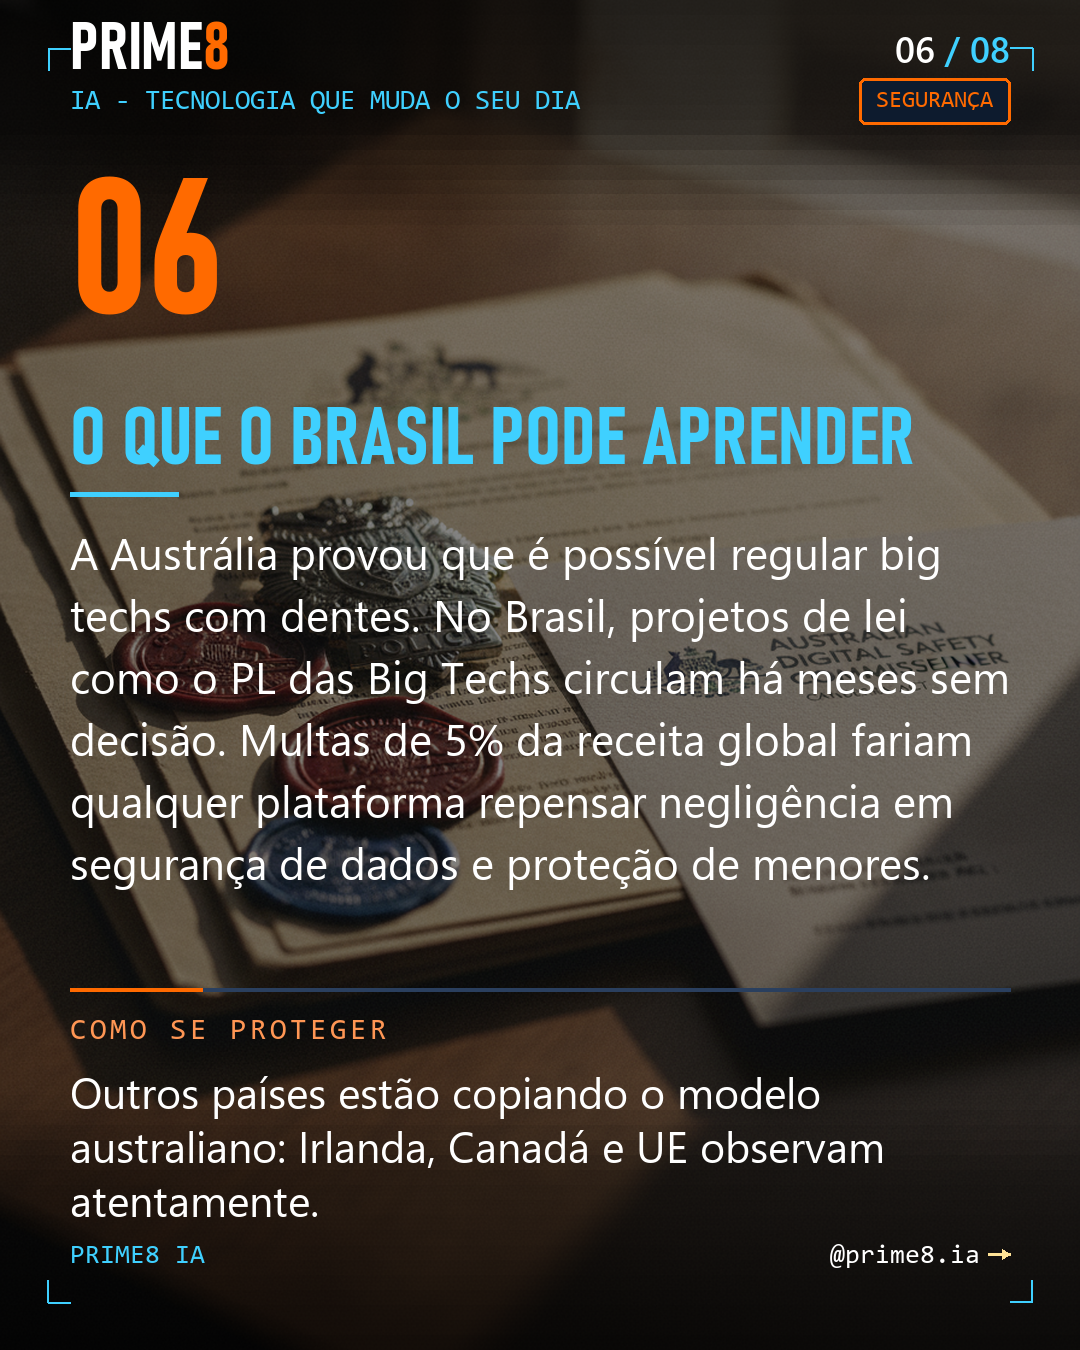 PRIME8
06 / 08
IA - TECNOLOGIA QUE MUDA O SEU DIA
SEGURANÇA
06
O QUE O BRASIL PODE APRENDER
A Austrália provou que é possível regular big
techs com dentes. No Brasil, projetos de lei
como o PL das Big Techs circulam há meses sem
decisão. Multas de 5% da receita global fariam
qualquer plataforma repensar negligência em
segurança de dados e proteção de menores.
AUSTRALIAN
DIGITAL SAFETY
COMO SE PROTEGER
Outros países estão copiando o modelo
australiano: Irlanda, Canadá e UE observam
atentamente.
PRIME8 IA
@prime8.ia